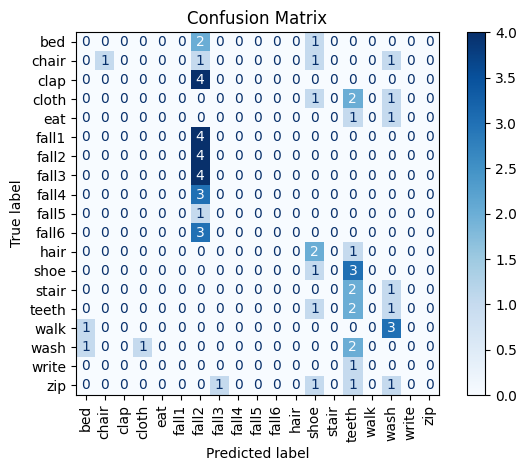 Confusion Matrix
True label
bed 0 0 0 0 0 0 2 0 0 0 0 0 1 0 0 0 0 0 0
chair 0 1 0 0 0 0 1 0 0 0 0 0 1 0 0 0 1 0 0
clap 0 0 0 0 0 0 4 0 0 0 0 0 0 0 0 0 0 0 0
cloth 0 0 0 0 0 0 0 0 0 0 0 0 1 0 2 0 1 0 0
eat 0 0 0 0 0 0 0 0 0 0 0 0 0 0 1 0 1 0 0
fall1 0 0 0 0 0 0 4 0 0 0 0 0 0 0 0 0 0 0 0
fall2 0 0 0 0 0 0 4 0 0 0 0 0 0 0 0 0 0 0 0
fall3 0 0 0 0 0 0 4 0 0 0 0 0 0 0 0 0 0 0 0
fall4 0 0 0 0 0 0 3 0 0 0 0 0 0 0 0 0 0 0 0
fall5 0 0 0 0 0 0 1 0 0 0 0 0 0 0 0 0 0 0 0
fall6 0 0 0 0 0 0 3 0 0 0 0 0 0 0 0 0 0 0 0
hair 0 0 0 0 0 0 0 0 0 0 0 0 2 0 1 0 0 0 0
shoe 0 0 0 0 0 0 0 0 0 0 0 0 1 0 3 0 0 0 0
stair 0 0 0 0 0 0 0 0 0 0 0 0 0 0 2 0 1 0 0
teeth 0 0 0 0 0 0 0 0 0 0 0 0 1 0 2 0 1 0 0
walk 1 0 0 0 0 0 0 0 0 0 0 0 0 0 0 0 3 0 0
wash 1 0 0 1 0 0 0 0 0 0 0 0 0 0 2 0 0 0 0
write 0 0 0 0 0 0 0 0 0 0 0 0 0 0 1 0 0 0 0
zip 0 0 0 0 0 0 0 1 0 0 0 0 1 0 1 0 1 0 0
bed chair clap cloth eat fall1 fall2 fall3 fall4 fall5 fall6 hair shoe stair teeth walk wash write zip
Predicted label
4.0
3.5
3.0
2.5
2.0
1.5
1.0
0.5
0.0